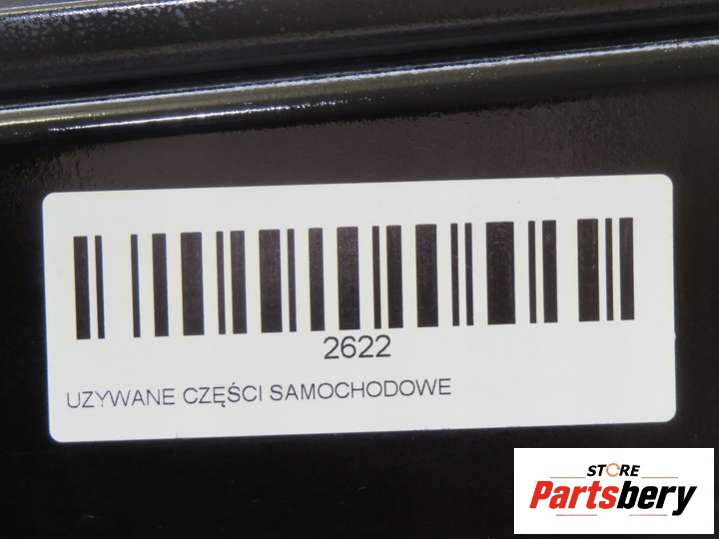 2622
UZYWANE CZĘŚCI SAMOCHODOWE
STORE
Partsbery